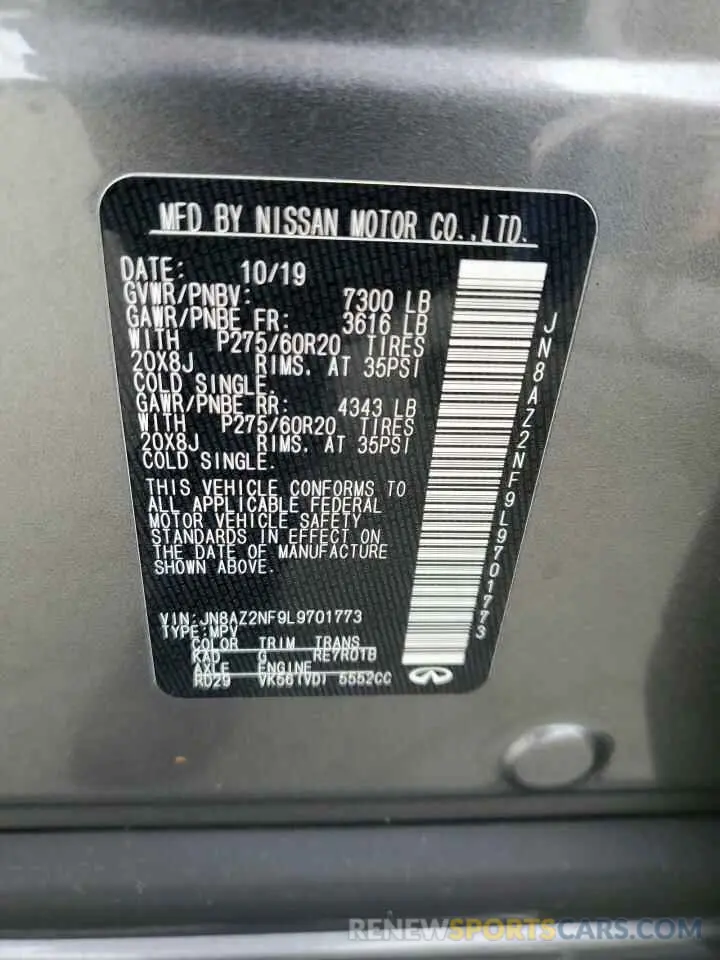 MFD BY NISSAN MOTOR CO.,LTD.
DATE: 10/19
GVWR/PNBV: 7300 LB
GAWR/PNBE FR: 3616 LB
WITH P275/60R20 TIRES
20X8J RIMS. AT 35PSI
COLD SINGLE.
GAWR/PNBE RR: 4343 LB
WITH P275/60R20 TIRES
20X8J RIMS. AT 35PSI
COLD SINGLE.
THIS VEHICLE CONFORMS TO
ALL APPLICABLE FEDERAL
MOTOR VEHICLE SAFETY
STANDARDS IN EFFECT ON
THE DATE OF MANUFACTURE
SHOWN ABOVE.
VIN:JN8AZ2NF9L9701773
TYPE:MPV
COLOR TRIM TRANS
KAD G RE7R01B
AXLE ENGINE
RD29 VK56(VD) 5552CC
JN8AZ2NF9L9701773
RENEW.SPORTSCARS.COM